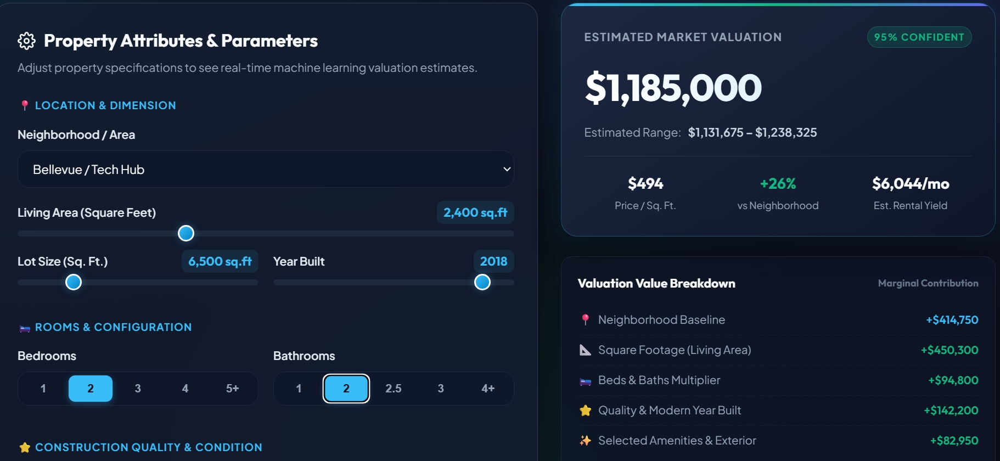 Property Attributes & Parameters
Adjust property specifications to see real-time machine learning valuation estimates.
LOCATION & DIMENSION
Neighborhood / Area
Bellevue / Tech Hub
Living Area (Square Feet)
2,400 sq.ft
Lot Size (Sq. Ft.)
6,500 sq.ft
Year Built
2018
ROOMS & CONFIGURATION
Bedrooms
1 2 3 4 5+
Bathrooms
1 2 2.5 3 4+
CONSTRUCTION QUALITY & CONDITION
ESTIMATED MARKET VALUATION
95% CONFIDENT
$1,185,000
Estimated Range: $1,131,675 – $1,238,325
$494
Price / Sq. Ft.
+26%
vs Neighborhood
$6,044/mo
Est. Rental Yield
Valuation Value Breakdown
Marginal Contribution
Neighborhood Baseline +$414,750
Square Footage (Living Area) +$450,300
Beds & Baths Multiplier +$94,800
Quality & Modern Year Built +$142,200
Selected Amenities & Exterior +$82,950